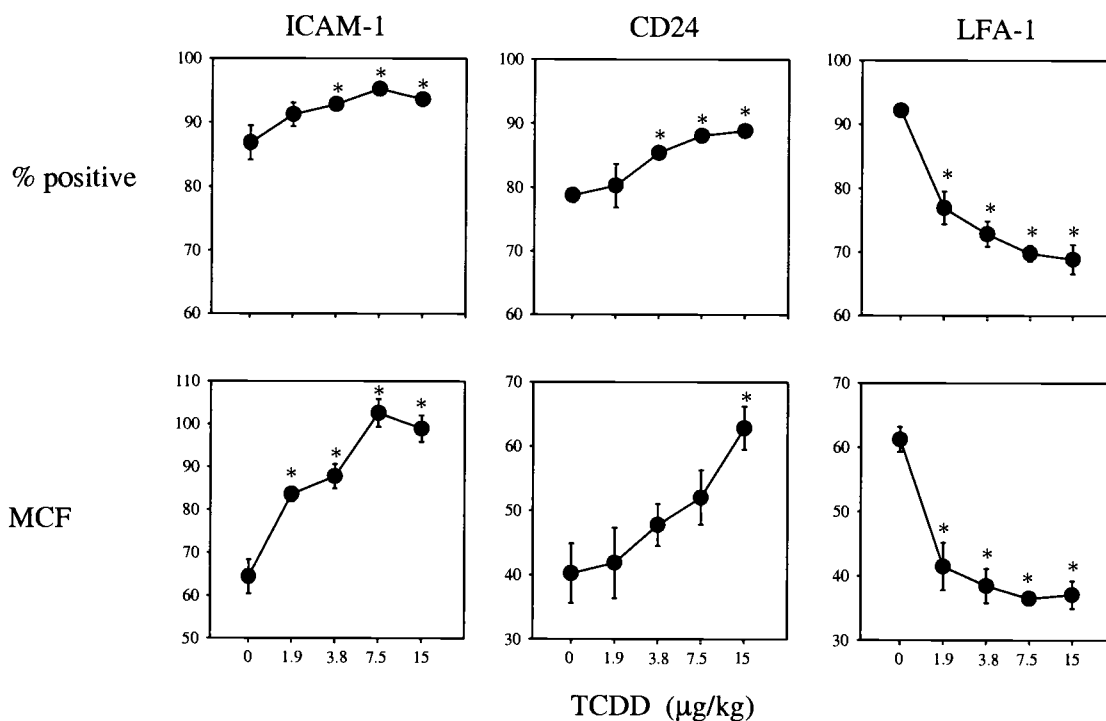 ICAM-1 CD24 LFA-1
100 100 100
* * * * * *
90 90 90
% positive
80 80 80
* * * *
70 70 70
60 60 60
110 70 70
* * *
100
90 60 60
* *
80 50 50
MCF
70
* * * *
60 40 40
50 30 30
0 1.9 3.8 7.5 15 0 1.9 3.8 7.5 15 0 1.9 3.8 7.5 15
TCDD (μg/kg)